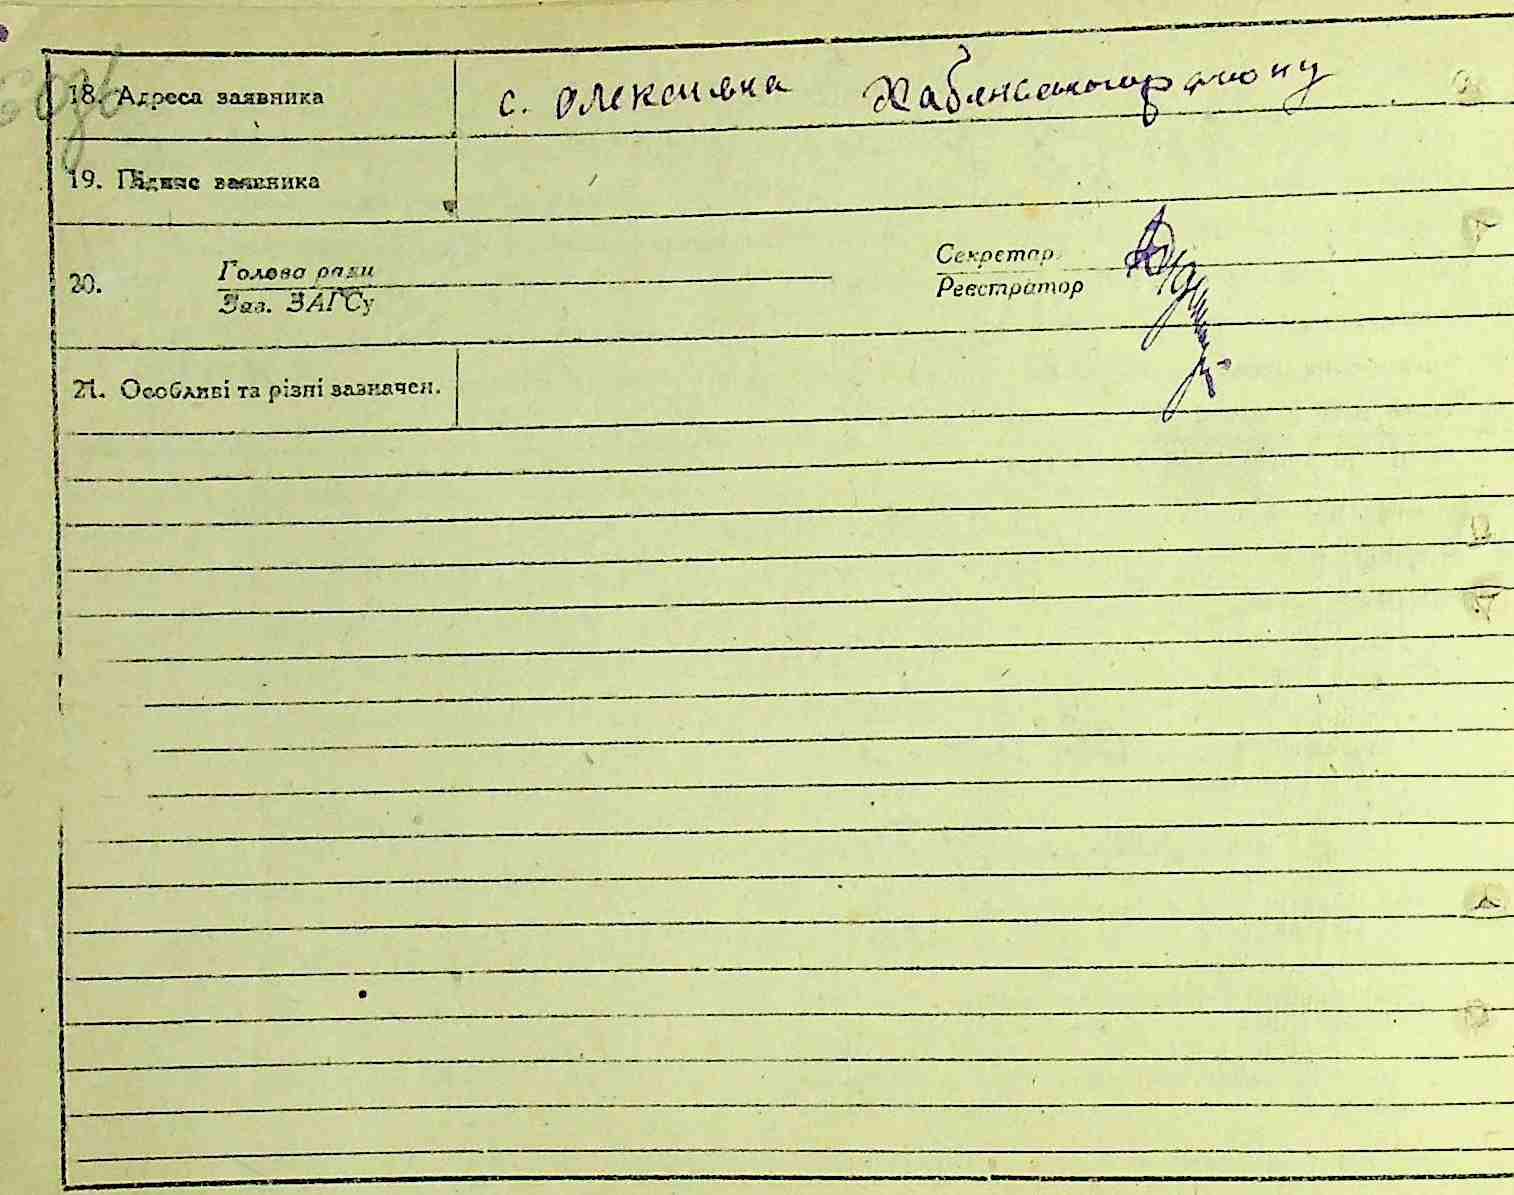 18. Адреса заявника с. Олексиевка Хабенського району
19. Підпис заявника
20. Голова ради Секретар
Зав. ЗАГСу Реєстратор
21. Особливі та різні зазначен.